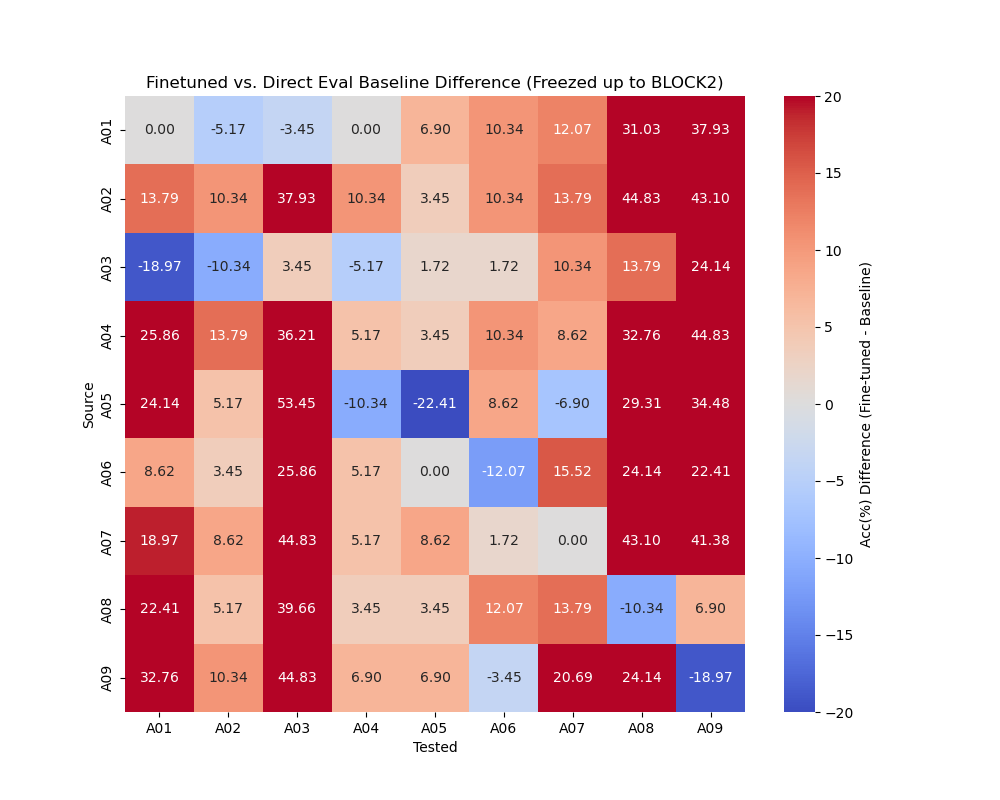 Finetuned vs. Direct Eval Baseline Difference (Freezed up to BLOCK2)
A01 0.00 -5.17 -3.45 0.00 6.90 10.34 12.07 31.03 37.93
A02 13.79 10.34 37.93 10.34 3.45 10.34 13.79 44.83 43.10
A03 -18.97 -10.34 3.45 -5.17 1.72 1.72 10.34 13.79 24.14
A04 25.86 13.79 36.21 5.17 3.45 10.34 8.62 32.76 44.83
A05 24.14 5.17 53.45 -10.34 -22.41 8.62 -6.90 29.31 34.48
A06 8.62 3.45 25.86 5.17 0.00 -12.07 15.52 24.14 22.41
A07 18.97 8.62 44.83 5.17 8.62 1.72 0.00 43.10 41.38
A08 22.41 5.17 39.66 3.45 3.45 12.07 13.79 -10.34 6.90
A09 32.76 10.34 44.83 6.90 6.90 -3.45 20.69 24.14 -18.97
A01 A02 A03 A04 A05 A06 A07 A08 A09
Tested
Source
20
15
10
5
0
−5
−10
−15
−20
Acc(%) Difference (Fine-tuned - Baseline)